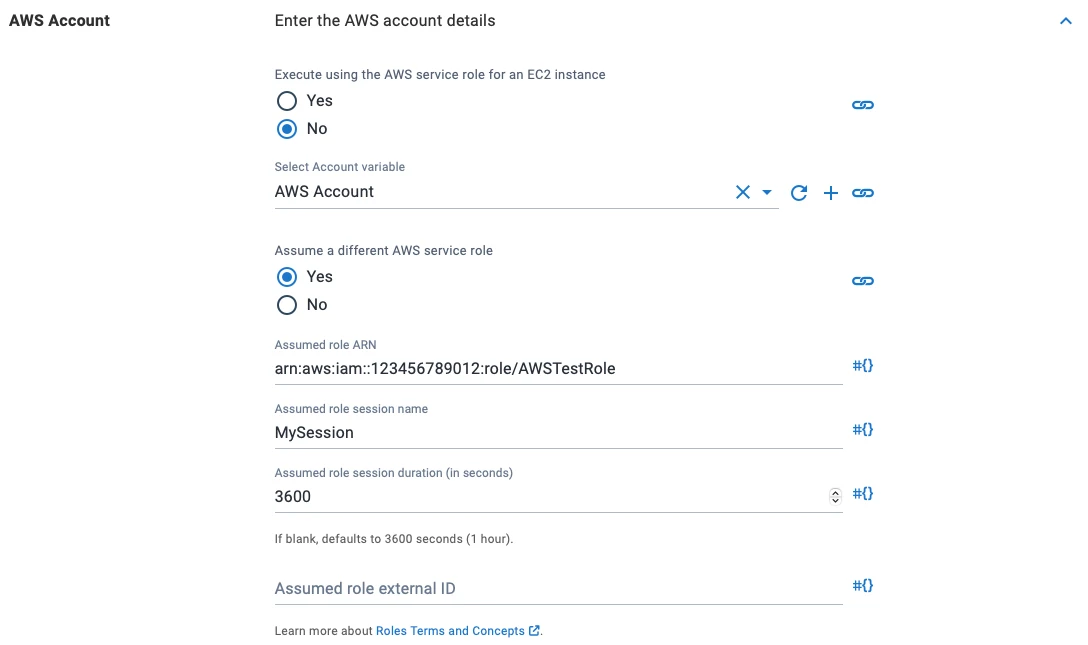 AWS Account
Enter the AWS account details
Execute using the AWS service role for an EC2 instance
Yes
No
Select Account variable
AWS Account
Assume a different AWS service role
Yes
No
Assumed role ARN
arn:aws:iam::123456789012:role/AWSTestRole
#{}
Assumed role session name
MySession
#{}
Assumed role session duration (in seconds)
3600
#{}
If blank, defaults to 3600 seconds (1 hour).
Assumed role external ID
#{}
Learn more about Roles Terms and Concepts.